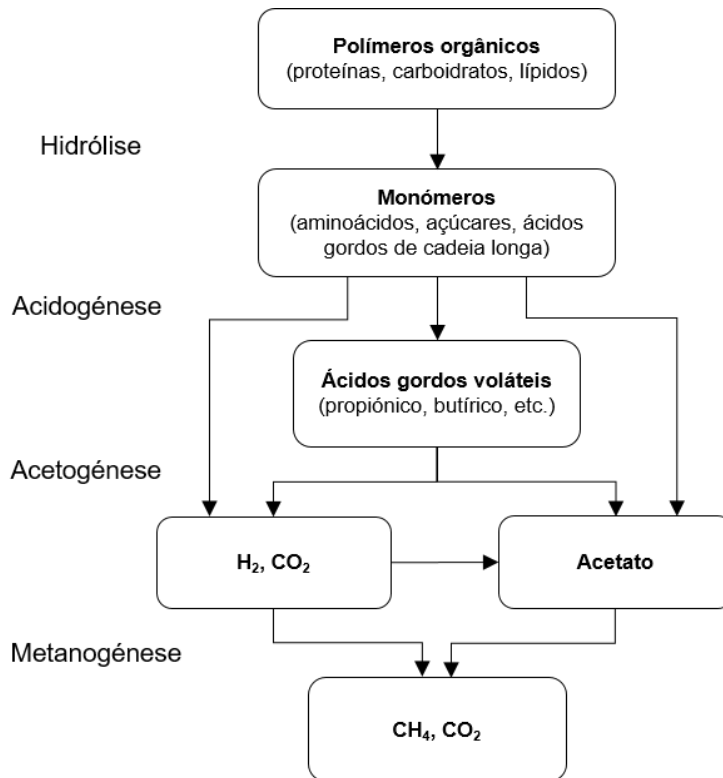 Polímeros orgânicos
(proteínas, carboidratos, lípidos)
Hidrólise
Monómeros
(aminoácidos, açúcares, ácidos
gordos de cadeia longa)
Acidogénese
Ácidos gordos voláteis
(propiónico, butírico, etc.)
Acetogénese
H₂, CO₂
Acetato
Metanogénese
CH₄, CO₂